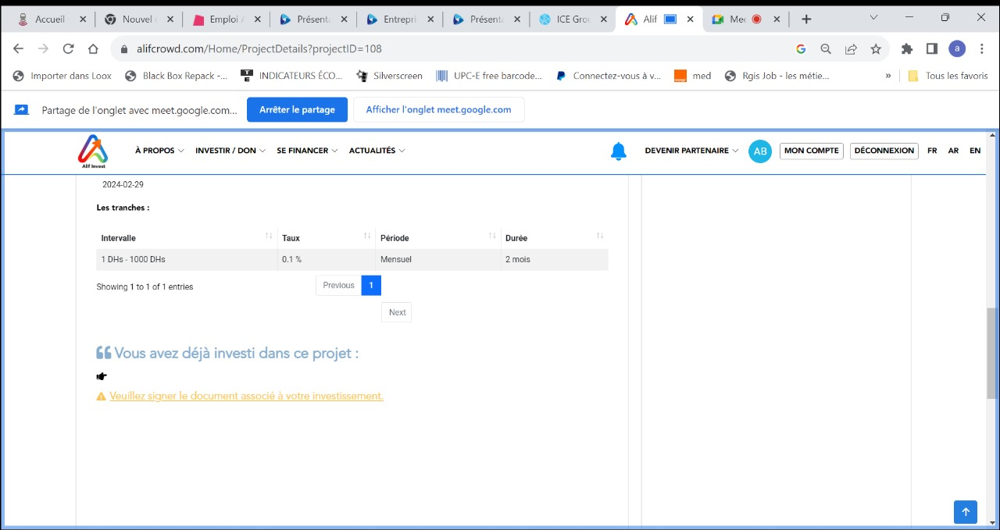 Accueil
Nouvel
Emploi /
Présent
Entrepri
Présent
ICE Grou
Alif
Mee
alifcrowd.com/Home/ProjectDetails?projectID=108
a
Importer dans Loox
Black Box Repack -...
INDICATEURS ÉCO...
Silverscreen
UPC-E free barcode...
Connectez-vous à v...
med
Rgis Job - les métie...
»
Tous les favoris
Partage de l'onglet avec meet.google.com...
Arrêter le partage
Afficher l'onglet meet.google.com
Alif Invest
À PROPOS
INVESTIR / DON
SE FINANCER
ACTUALITÉS
DEVENIR PARTENAIRE
AB
MON COMPTE
DÉCONNEXION
FR
AR
EN
2024-02-29
Les tranches :
Intervalle Taux Période Durée
1 DHs - 1000 DHs 0.1 % Mensuel 2 mois
Showing 1 to 1 of 1 entries
Previous 1
Next
Vous avez déjà investi dans ce projet :
Veuillez signer le document associé à votre investissement.